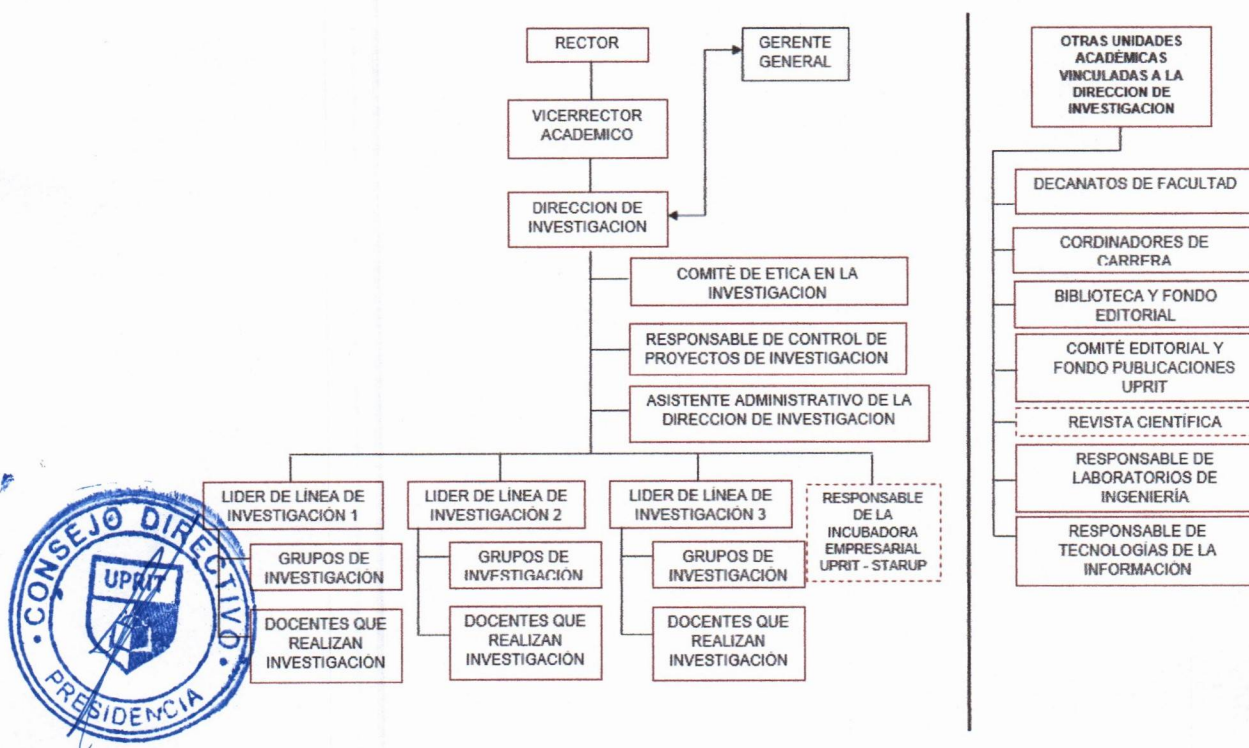 RECTOR
GERENTE
GENERAL
VICERRECTOR
ACADEMICO
DIRECCION DE
INVESTIGACION
COMITÉ DE ETICA EN LA
INVESTIGACION
RESPONSABLE DE CONTROL DE
PROYECTOS DE INVESTIGACION
ASISTENTE ADMINISTRATIVO DE LA
DIRECCION DE INVESTIGACION
LIDER DE LÍNEA DE
INVESTIGACIÓN 1
GRUPOS DE
INVESTIGACIÓN
DOCENTES QUE
REALIZAN
INVESTIGACIÓN
LIDER DE LÍNEA DE
INVESTIGACIÓN 2
GRUPOS DE
INVESTIGACIÓN
DOCENTES QUE
REALIZAN
INVESTIGACIÓN
LIDER DE LÍNEA DE
INVESTIGACIÓN 3
GRUPOS DE
INVESTIGACIÓN
DOCENTES QUE
REALIZAN
INVESTIGACIÓN
RESPONSABLE
DE LA
INCUBADORA
EMPRESARIAL
UPRIT - STARUP
CONSEJO DIRECTIVO
UPRIT
PRESIDENCIA
OTRAS UNIDADES
ACADÉMICAS
VINCULADAS A LA
DIRECCION DE
INVESTIGACION
DECANATOS DE FACULTAD
CORDINADORES DE
CARRERA
BIBLIOTECA Y FONDO
EDITORIAL
COMITÉ EDITORIAL Y
FONDO PUBLICACIONES
UPRIT
REVISTA CIENTÍFICA
RESPONSABLE DE
LABORATORIOS DE
INGENIERÍA
RESPONSABLE DE
TECNOLOGÍAS DE LA
INFORMACIÓN